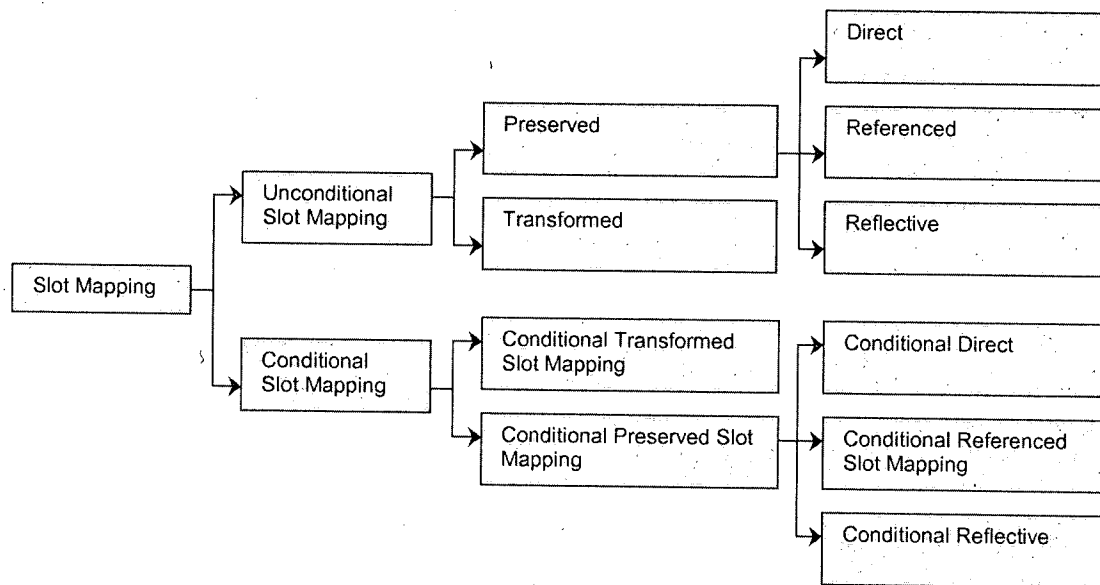 Slot Mapping
Unconditional
Slot Mapping
Conditional
Slot Mapping
Preserved
Transformed
Conditional Transformed
Slot Mapping
Conditional Preserved Slot
Mapping
Direct
Referenced
Reflective
Conditional Direct
Conditional Referenced
Slot Mapping
Conditional Reflective